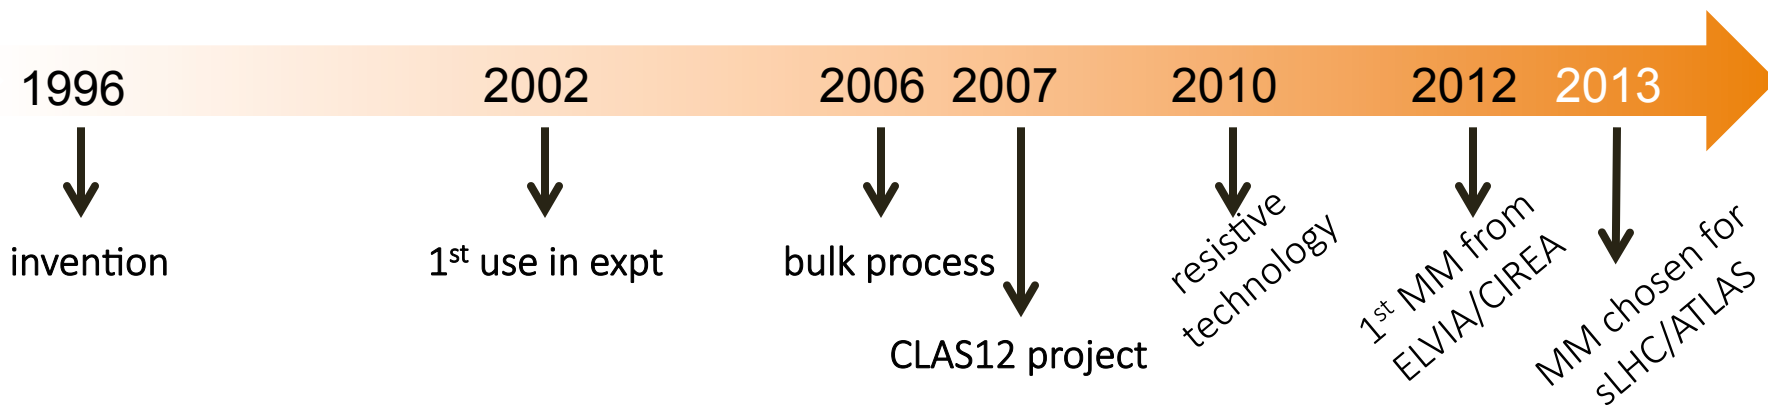 1996 2002 2006 2007 2010 2012 2013
invention
1st use in expt
bulk process
CLAS12 project
resistive
technology
1st MM from
ELVIA/CIREA
MM chosen for
sLHC/ATLAS